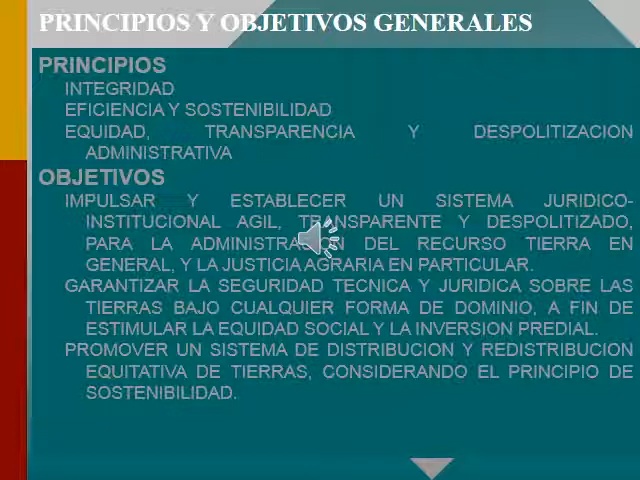 PRINCIPIOS Y OBJETIVOS GENERALES
PRINCIPIOS
INTEGRIDAD
EFICIENCIA Y SOSTENIBILIDAD
EQUIDAD, TRANSPARENCIA Y DESPOLITIZACION
ADMINISTRATIVA
OBJETIVOS
IMPULSAR Y ESTABLECER UN SISTEMA JURIDICO-
INSTITUCIONAL AGIL, TRANSPARENTE Y DESPOLITIZADO,
PARA LA ADMINISTRACION DEL RECURSO TIERRA EN
GENERAL, Y LA JUSTICIA AGRARIA EN PARTICULAR.
GARANTIZAR LA SEGURIDAD TECNICA Y JURIDICA SOBRE LAS
TIERRAS BAJO CUALQUIER FORMA DE DOMINIO, A FIN DE
ESTIMULAR LA EQUIDAD SOCIAL Y LA INVERSION PREDIAL.
PROMOVER UN SISTEMA DE DISTRIBUCION Y REDISTRIBUCION
EQUITATIVA DE TIERRAS, CONSIDERANDO EL PRINCIPIO DE
SOSTENIBILIDAD.